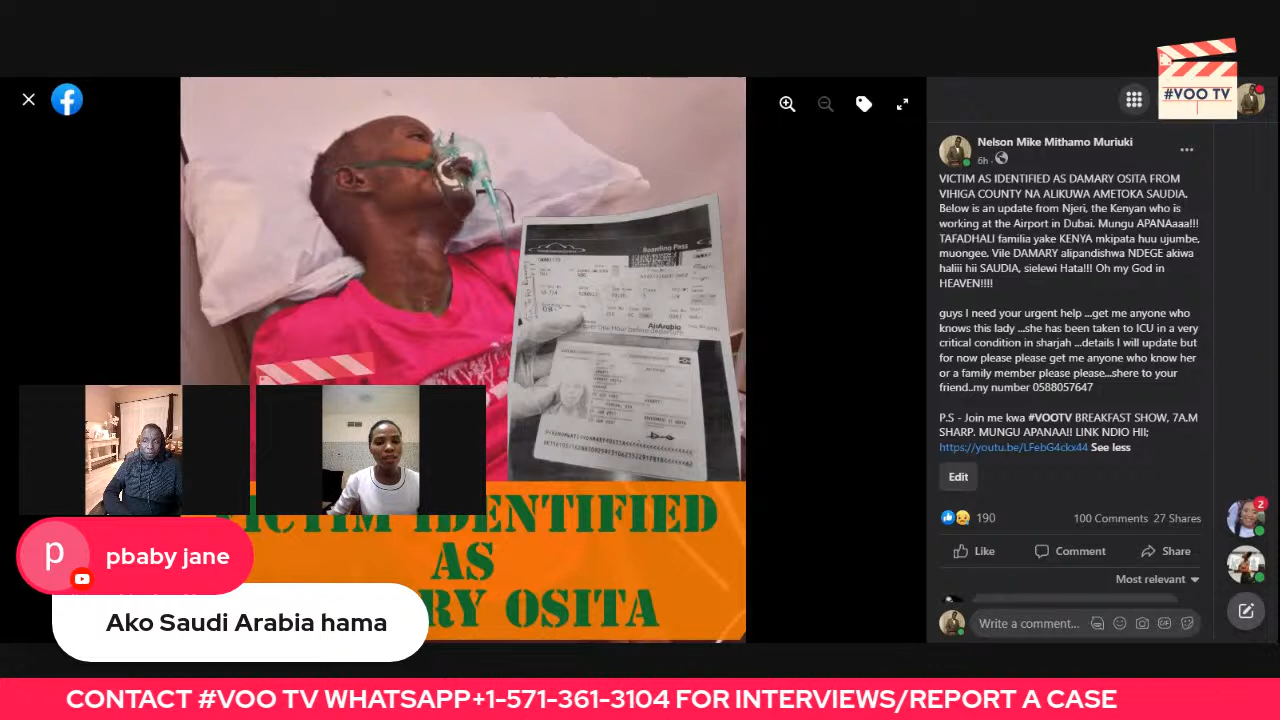 #VOO TV
Nelson Mike Mithamo Muriuki
6h
VICTIM AS IDENTIFIED AS DAMARY OSITA FROM
VIHIGA COUNTY NA ALIKUWA AMETOKA SAUDIA.
Below is an update from Njeri, the Kenyan who is
working at the Airport in Dubai. Mungu APANAaaa!!!
TAFADHALI familia yake KENYA mkipata huu ujumbe,
muongee. Vile DAMARY alipandishwa NDEGE akiwa
haliii hii SAUDIA, sielewi Hata!!! Oh my God in
HEAVEN!!!!
guys I need your urgent help ...get me anyone who
knows this lady ...she has been taken to ICU in a very
critical condition in sharjah ...details I will update but
for now please please get me anyone who know her
or a family member please please...shere to your
friend..my number 0588057647
P.S - Join me kwa #VOOTV BREAKFAST SHOW, 7A.M
SHARP. MUNGU APANAA!! LINK NDIO HII;
https://youtu.be/LFebG4ckx44 See less
Edit
190
100 Comments 27 Shares
Like Comment Share
Most relevant
Write a comment...
2
Boarding Pass
AirArabia
VICTIM IDENTIFIED
AS
RY OSITA
p
pbaby jane
Ako Saudi Arabia hama
CONTACT #VOO TV WHATSAPP+1-571-361-3104 FOR INTERVIEWS/REPORT A CASE